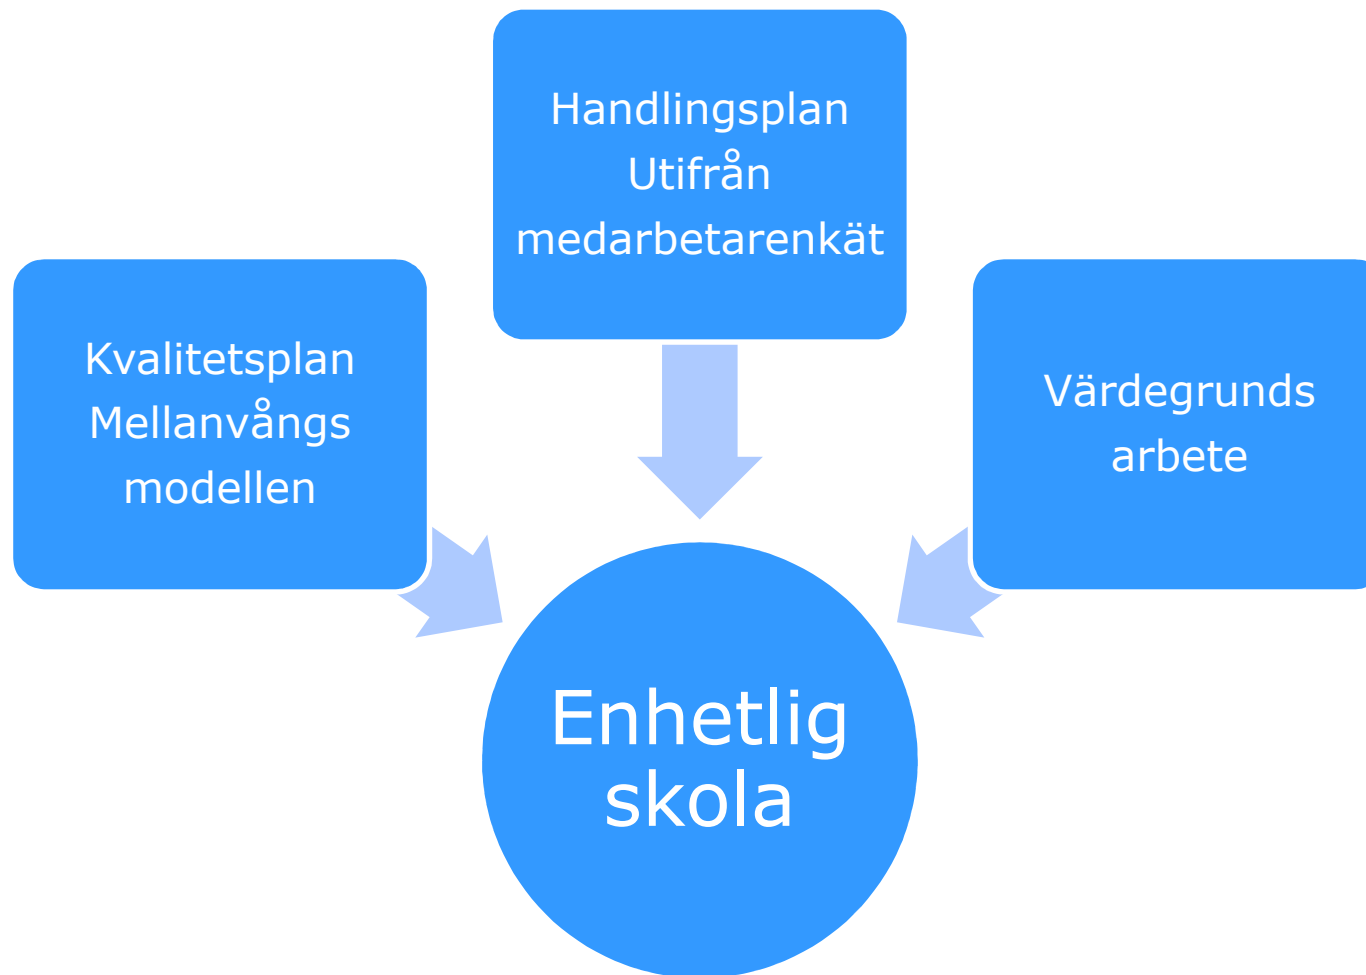 Handlingsplan
Utifrån
medarbetarenkät
Kvalitetsplan
Mellanvångs
modellen
Värdegrunds
arbete
Enhetlig
skola